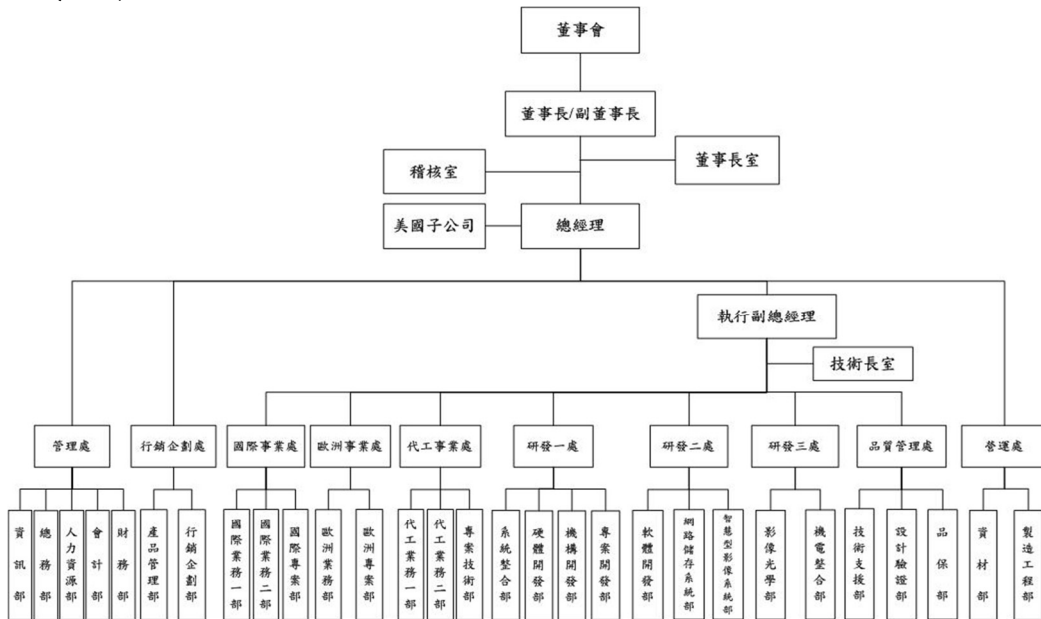 董事會
董事長/副董事長
董事長室
稽核室
美國子公司
總經理
執行副總經理
技術長室
管理處
行銷企劃處
國際事業處
歐洲事業處
代工事業處
研發一處
研發二處
研發三處
品質管理處
營運處
資訊部
總務部
人力資源部
會計部
財務部
產品管理部
行銷企劃部
國際業務一部
國際業務二部
國際專案部
歐洲業務部
歐洲專案部
代工業務一部
代工業務二部
專案技術部
系統整合部
硬體開發部
機構開發部
專案開發部
軟體開發部
網路儲存系統部
智慧型影像系統部
影像光學部
機電整合部
技術支援部
設計驗證部
品保部
資材部
製造工程部